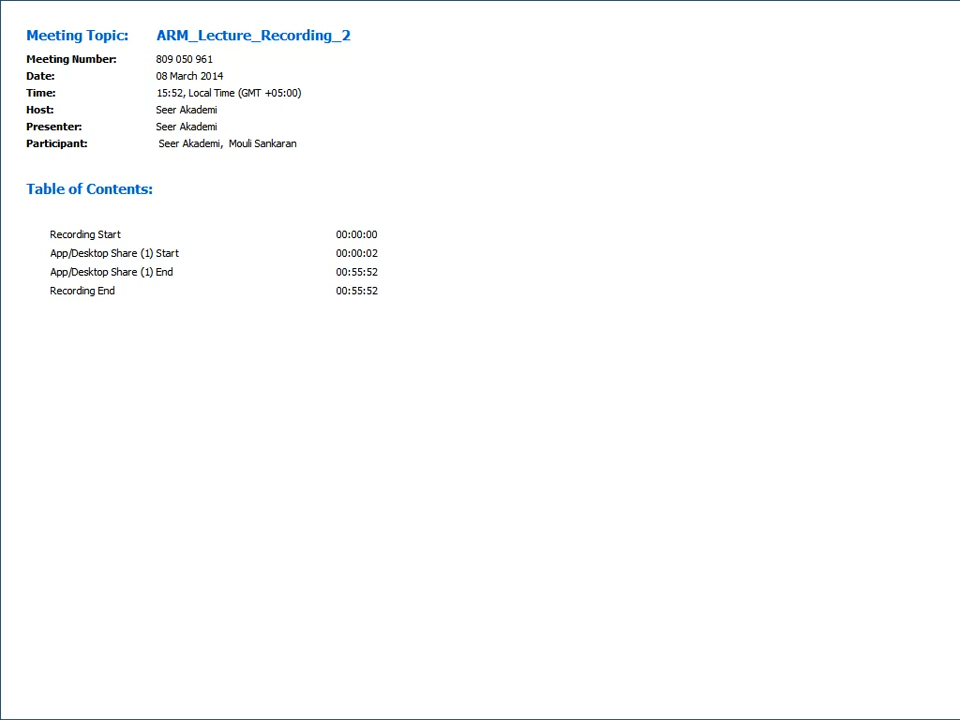 Meeting Topic: ARM_Lecture_Recording_2
Meeting Number: 809 050 961
Date: 08 March 2014
Time: 15:52, Local Time (GMT +05:00)
Host: Seer Akademi
Presenter: Seer Akademi
Participant: Seer Akademi, Mouli Sankaran
Table of Contents:
Recording Start 00:00:00
App/Desktop Share (1) Start 00:00:02
App/Desktop Share (1) End 00:55:52
Recording End 00:55:52